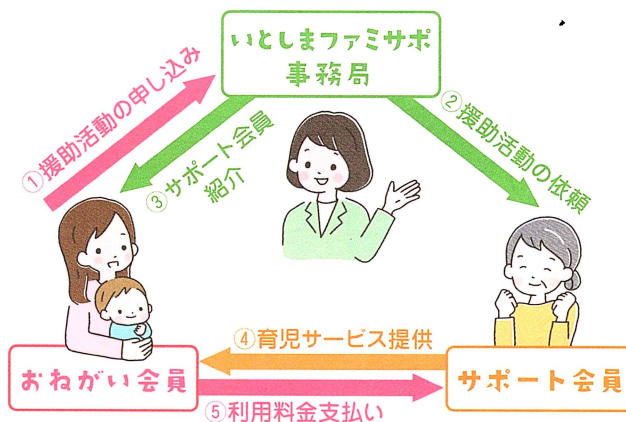 いとしまファミサポ
事務局
①援助活動の申し込み
②援助活動の依頼
③サポート会員
紹介
④育児サービス提供
おねがい会員
サポート会員
⑤利用料金支払い